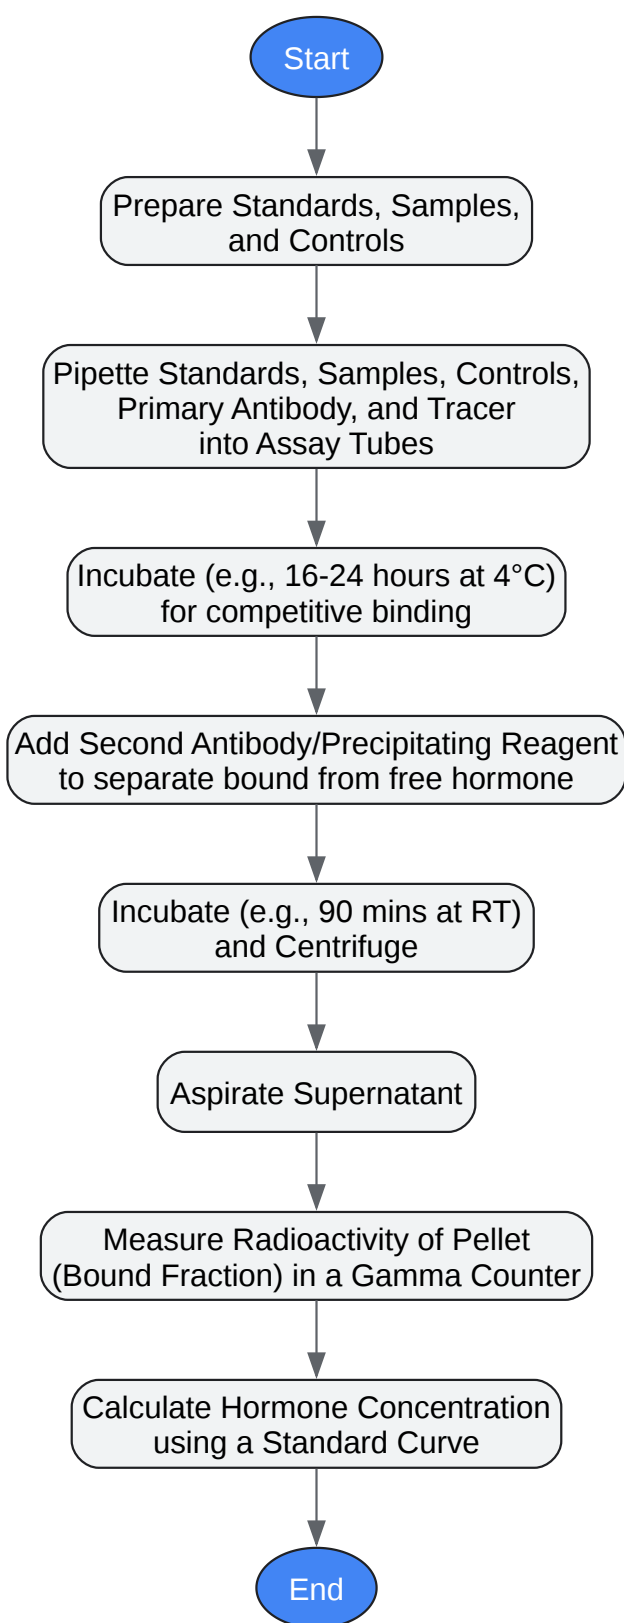 Start
Prepare Standards, Samples,
and Controls
Pipette Standards, Samples, Controls,
Primary Antibody, and Tracer
into Assay Tubes
Incubate (e.g., 16-24 hours at 4°C)
for competitive binding
Add Second Antibody/Precipitating Reagent
to separate bound from free hormone
Incubate (e.g., 90 mins at RT)
and Centrifuge
Aspirate Supernatant
Measure Radioactivity of Pellet
(Bound Fraction) in a Gamma Counter
Calculate Hormone Concentration
using a Standard Curve
End